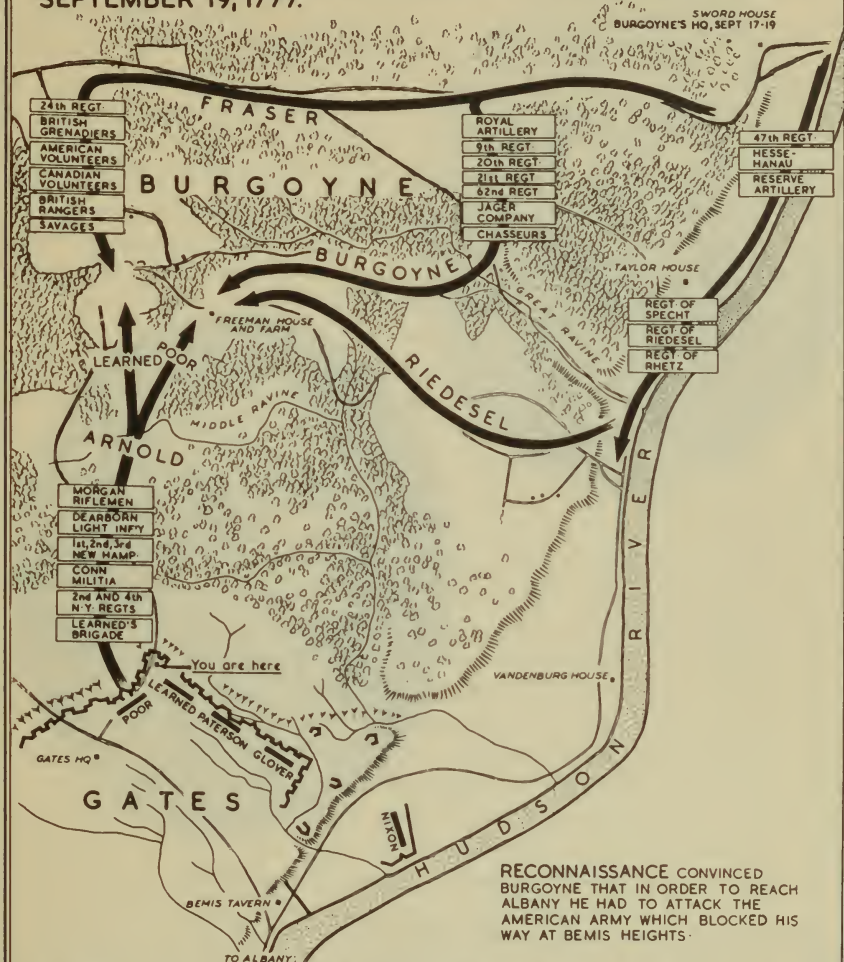 SEPTEMBER 19, 1777.
SWORD HOUSE
BURGOYNE'S HQ, SEPT 17-19
24th REGT.
BRITISH
GRENADIERS
AMERICAN
VOLUNTEERS
CANADIAN
VOLUNTEERS
BRITISH
RANGERS
SAVAGES
FRASER
ROYAL
ARTILLERY
9th REGT.
20th REGT.
21st REGT
62nd REGT
JAGER
COMPANY
CHASSEURS
47th REGT.
HESSE-
HANAU
RESERVE
ARTILLERY
BURGOYNE
BURGOYNE
TAYLOR HOUSE
GREAT RAVINE
REGT OF
SPECHT
REGT OF
RIEDESEL
REGT OF
RHETZ
FREEMAN HOUSE
AND FARM
LEARNED
POOR
RIEDESEL
MIDDLE RAVINE
ARNOLD
MORGAN
RIFLEMEN
DEARBORN
LIGHT INF'Y
1st, 2nd, 3rd
NEW HAMP.
CONN
MILITIA
2nd AND 4th
N.Y. REGTS
LEARNED'S
BRIGADE
You are here
VANDENBURG HOUSE
POOR
LEARNED
PATERSON
GLOVER
GATES HQ
GATES
NIXON
HUDSON RIVER
BEMIS TAVERN
TO ALBANY
RECONNAISSANCE CONVINCED
BURGOYNE THAT IN ORDER TO REACH
ALBANY HE HAD TO ATTACK THE
AMERICAN ARMY WHICH BLOCKED HIS
WAY AT BEMIS HEIGHTS.